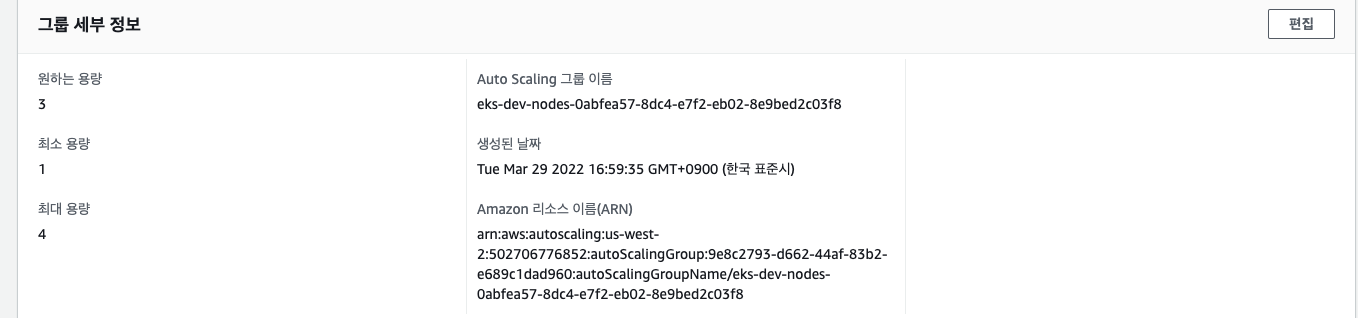 그룹 세부 정보
편집
원하는 용량
3
최소 용량
1
최대 용량
4
Auto Scaling 그룹 이름
eks-dev-nodes-0abfea57-8dc4-e7f2-eb02-8e9bed2c03f8
생성된 날짜
Tue Mar 29 2022 16:59:35 GMT+0900 (한국 표준시)
Amazon 리소스 이름(ARN)
arn:aws:autoscaling:us-west-
2:502706776852:autoScalingGroup:9e8c2793-d662-44af-83b2-
e689c1dad960:autoScalingGroupName/eks-dev-nodes-
0abfea57-8dc4-e7f2-eb02-8e9bed2c03f8